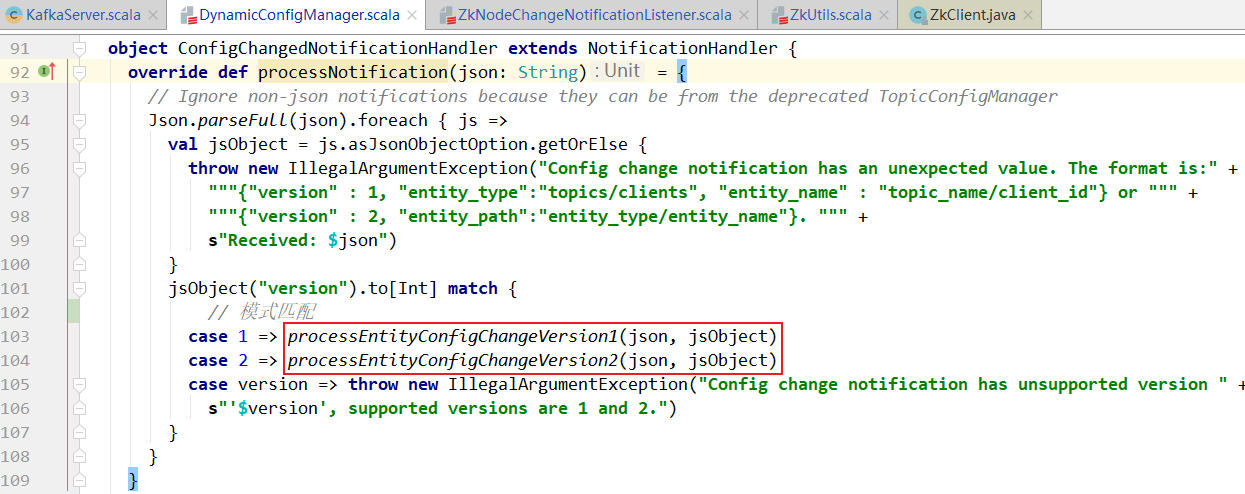 KafkaServer.scala × DynamicConfigManager.scala × ZkNodeChangeNotificationListener.scala × ZkUtils.scala × ZkClient.java ×
91 object ConfigChangedNotificationHandler extends NotificationHandler {
92 override def processNotification(json: String) : Unit = {
93 // Ignore non-json notifications because they can be from the deprecated TopicConfigManager
94 Json.parseFull(json).foreach { js =>
95 val jsObject = js.asJsonObjectOption.getOrElse {
96 throw new IllegalArgumentException("Config change notification has an unexpected value. The format is:" +
97 """{"version" : 1, "entity_type":"topics/clients", "entity_name" : "topic_name/client_id"} or """ +
98 """{"version" : 2, "entity_path":"entity_type/entity_name"}. """ +
99 s"Received: $json")
100 }
101 jsObject("version").to[Int] match {
102 // 模式匹配
103 case 1 => processEntityConfigChangeVersion1(json, jsObject)
104 case 2 => processEntityConfigChangeVersion2(json, jsObject)
105 case version => throw new IllegalArgumentException("Config change notification has unsupported version " +
106 s"'$version', supported versions are 1 and 2.")
107 }
108 }
109 }